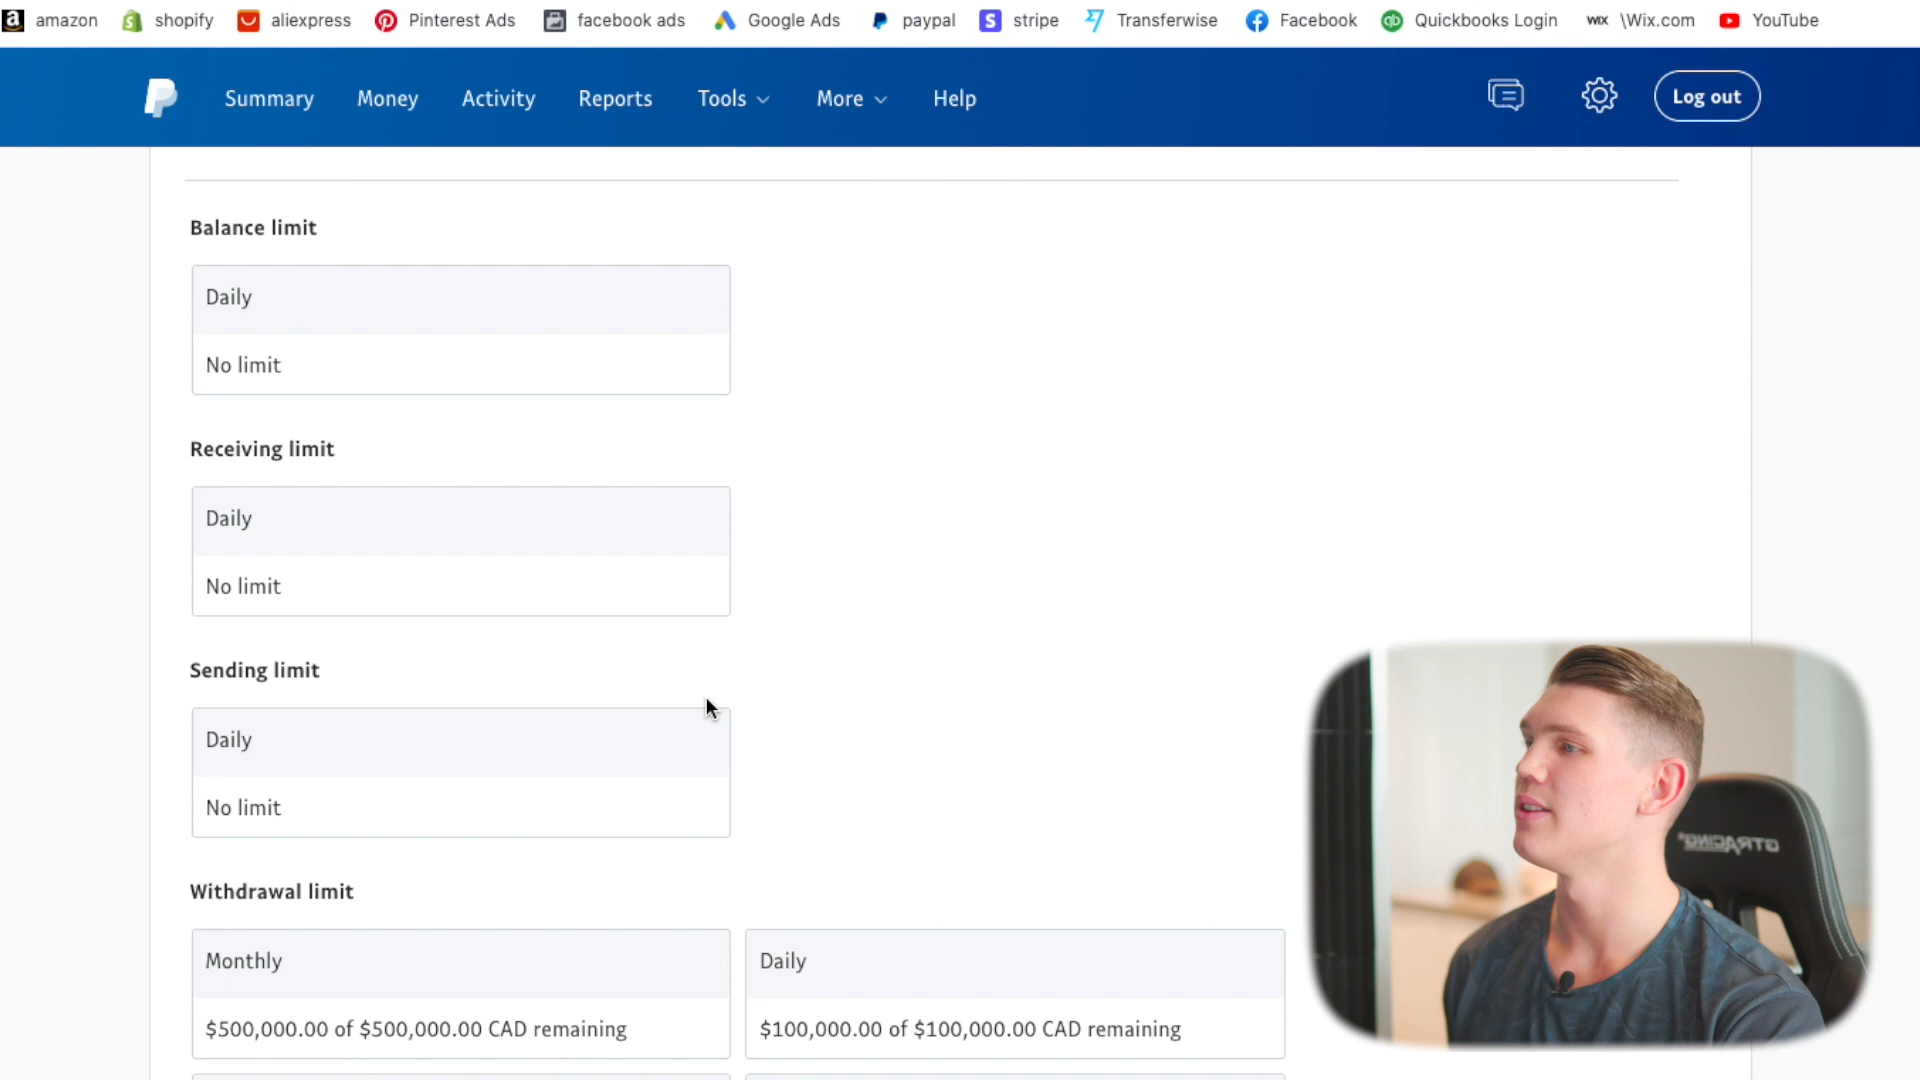 amazon shopify aliexpress Pinterest Ads facebook ads Google Ads paypal stripe Transferwise Facebook Quickbooks Login WIX \Wix.com YouTube
Summary Money Activity Reports Tools More Help Log out
Balance limit
Daily
No limit
Receiving limit
Daily
No limit
Sending limit
Daily
No limit
Withdrawal limit
Monthly Daily
$500,000.00 of $500,000.00 CAD remaining $100,000.00 of $100,000.00 CAD remaining
GTRACING